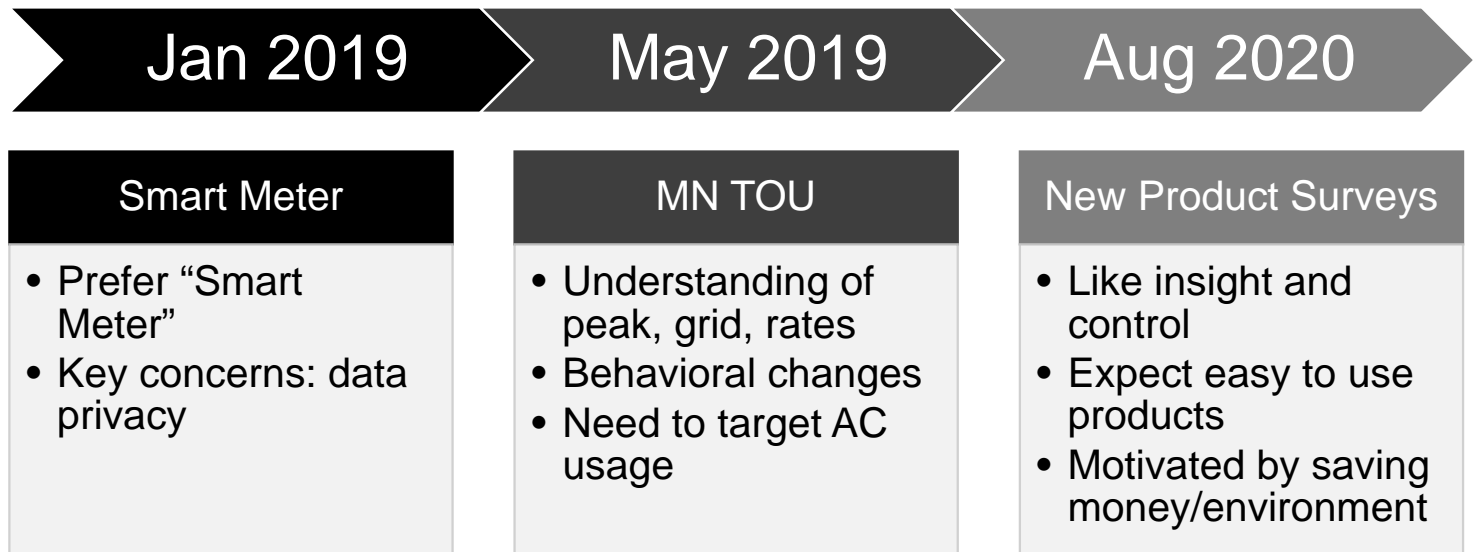 Jan 2019
May 2019
Aug 2020
Smart Meter
• Prefer “Smart
Meter”
• Key concerns: data
privacy
MN TOU
• Understanding of
peak, grid, rates
• Behavioral changes
• Need to target AC
usage
New Product Surveys
• Like insight and
control
• Expect easy to use
products
• Motivated by saving
money/environment